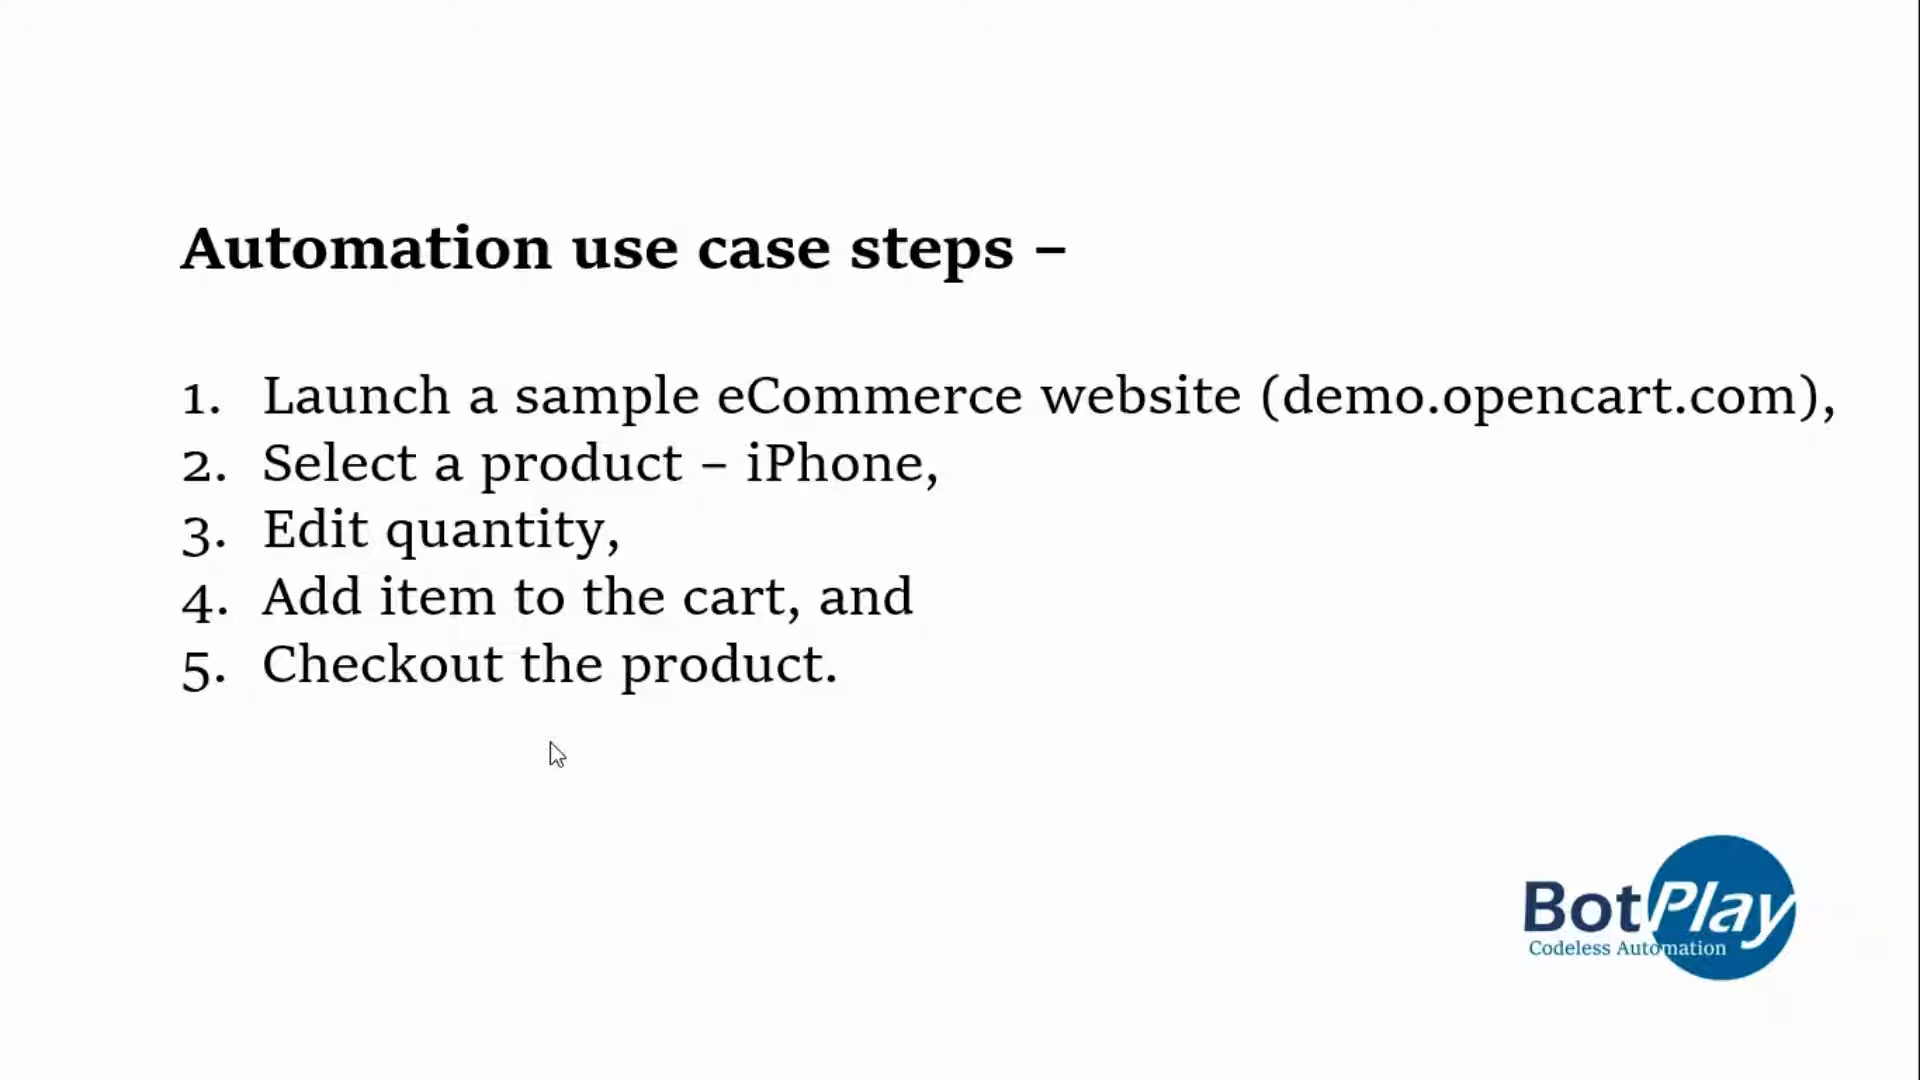 Automation use case steps –
1. Launch a sample eCommerce website (demo.opencart.com),
2. Select a product – iPhone,
3. Edit quantity,
4. Add item to the cart, and
5. Checkout the product.
BotPlay
Codeless Automation